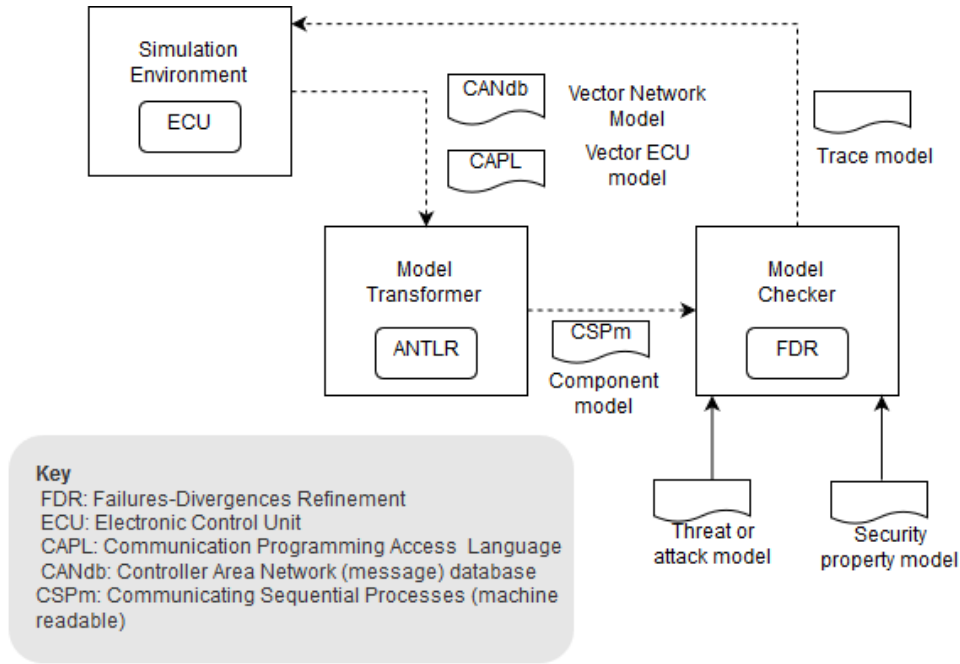 Simulation
Environment
ECU
CANdb
Vector Network
Model
CAPL
Vector ECU
model
Trace model
Model
Transformer
ANTLR
CSPm
Component
model
Model
Checker
FDR
Threat or
attack model
Security
property model
Key
FDR: Failures-Divergences Refinement
ECU: Electronic Control Unit
CAPL: Communication Programming Access Language
CANdb: Controller Area Network (message) database
CSPm: Communicating Sequential Processes (machine
readable)